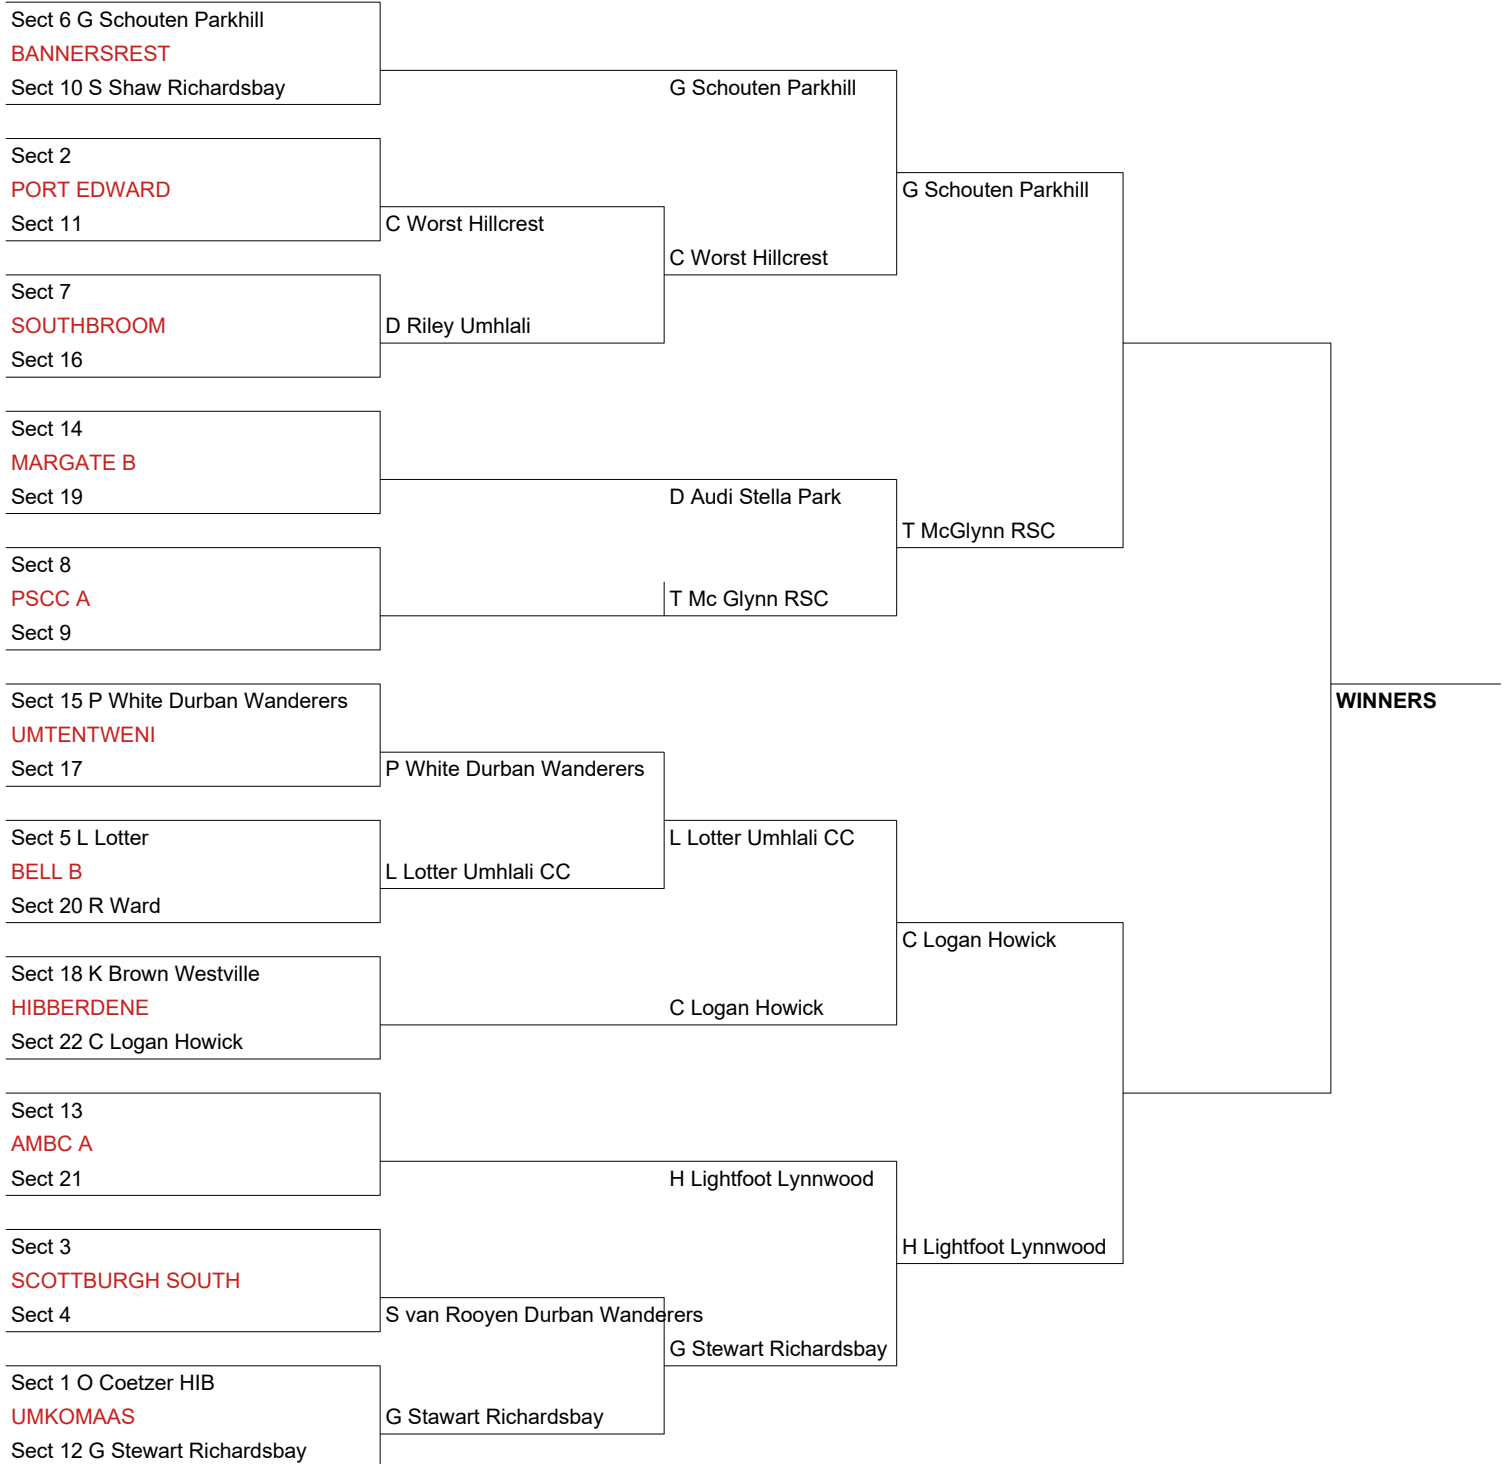 Sect 6 G Schouten Parkhill
BANNERSREST
Sect 10 S Shaw Richardsbay
G Schouten Parkhill
Sect 2
PORT EDWARD
G Schouten Parkhill
Sect 11
C Worst Hillcrest
C Worst Hillcrest
Sect 7
SOUTHBROOM
D Riley Umhlali
Sect 16
Sect 14
MARGATE B
Sect 19
D Audi Stella Park
T McGlynn RSC
Sect 8
PSCC A
T Mc Glynn RSC
Sect 9
Sect 15 P White Durban Wanderers
WINNERS
UMTENTWENI
Sect 17
P White Durban Wanderers
Sect 5 L Lotter
L Lotter Umhlali CC
BELL B
L Lotter Umhlali CC
Sect 20 R Ward
C Logan Howick
Sect 18 K Brown Westville
HIBBERDENE
C Logan Howick
Sect 22 C Logan Howick
Sect 13
AMBC A
Sect 21
H Lightfoot Lynnwood
Sect 3
H Lightfoot Lynnwood
SCOTTBURGH SOUTH
Sect 4
S van Rooyen Durban Wanderers
G Stewart Richardsbay
Sect 1 O Coetzer HIB
UMKOMAAS
G Stawart Richardsbay
Sect 12 G Stewart Richardsbay